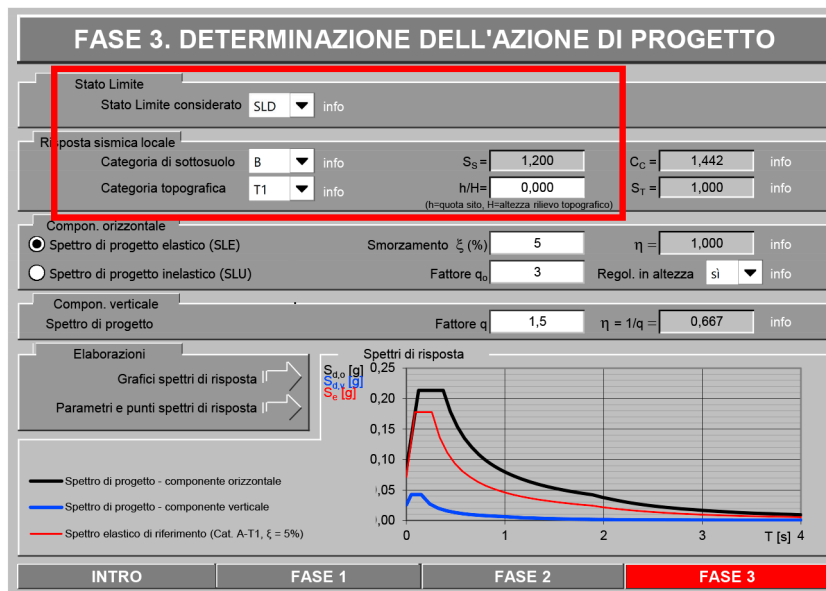 FASE 3. DETERMINAZIONE DELL'AZIONE DI PROGETTO
Stato Limite
Stato Limite considerato SLD info
Risposta sismica locale
Categoria di sottosuolo B info SS = 1,200 CC = 1,442 info
Categoria topografica T1 info h/H= 0,000 ST = 1,000 info
(h=quota sito, H=altezza rilievo topografico)
Compon. orizzontale
Spettro di progetto elastico (SLE) Smorzamento ξ (%) 5 η = 1,000 info
Spettro di progetto inelastico (SLU) Fattore qo 3 Regol. in altezza sì info
Compon. verticale
Spettro di progetto Fattore q 1,5 η = 1/q = 0,667 info
Elaborazioni
Grafici spettri di risposta
Parametri e punti spettri di risposta
Spettri di risposta
Sd,o [g]
Sd,v [g]
Se [g]
0,25
0,20
0,15
0,10
,05
,00
0 1 2 3 T [s] 4
Spettro di progetto - componente orizzontale
Spettro di progetto - componente verticale
Spettro elastico di riferimento (Cat. A-T1, ξ = 5%)
INTRO FASE 1 FASE 2 FASE 3